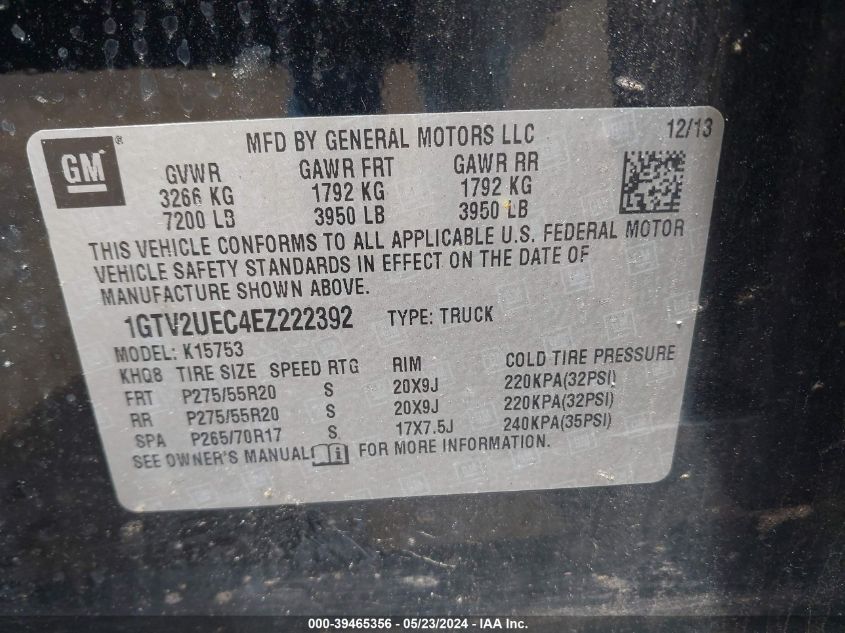 GM®
MFD BY GENERAL MOTORS LLC 12/13
GVWR GAWR FRT GAWR RR
3266 KG 1792 KG 1792 KG
7200 LB 3950 LB 3950 LB
THIS VEHICLE CONFORMS TO ALL APPLICABLE U.S. FEDERAL MOTOR
VEHICLE SAFETY STANDARDS IN EFFECT ON THE DATE OF
MANUFACTURE SHOWN ABOVE.
1GTV2UEC4EZ222392 TYPE: TRUCK
MODEL: K15753
KHQ8 TIRE SIZE SPEED RTG RIM COLD TIRE PRESSURE
FRT P275/55R20 S 20X9J 220KPA(32PSI)
RR P275/55R20 S 20X9J 220KPA(32PSI)
SPA P265/70R17 S 17X7.5J 240KPA(35PSI)
SEE OWNER'S MANUAL FOR MORE INFORMATION.
000-39465356 - 05/23/2024 - IAA Inc.